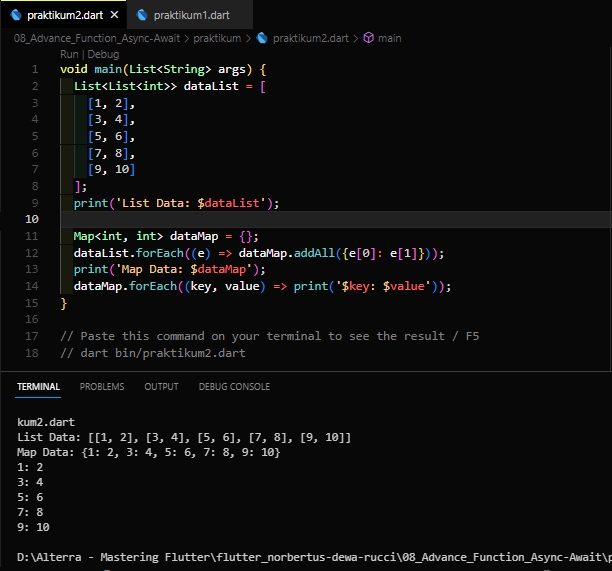 praktikum2.dart praktikum1.dart
08_Advance_Function_Async-Await > praktikum > praktikum2.dart > main
Run | Debug
1 void main(List<String> args) {
2 List<List<int>> dataList = [
3 [1, 2],
4 [3, 4],
5 [5, 6],
6 [7, 8],
7 [9, 10]
8 ];
9 print('List Data: $dataList');
10
11 Map<int, int> dataMap = {};
12 dataList.forEach((e) => dataMap.addAll({e[0]: e[1]}));
13 print('Map Data: $dataMap');
14 dataMap.forEach((key, value) => print('$key: $value'));
15 }
16
17 // Paste this command on your terminal to see the result / F5
18 // dart bin/praktikum2.dart
TERMINAL PROBLEMS OUTPUT DEBUG CONSOLE
kum2.dart
List Data: [[1, 2], [3, 4], [5, 6], [7, 8], [9, 10]]
Map Data: {1: 2, 3: 4, 5: 6, 7: 8, 9: 10}
1: 2
3: 4
5: 6
7: 8
9: 10
D:\Alterra - Mastering Flutter\flutter_norbertus-dewa-rucci\08_Advance_Function_Async-Await\p